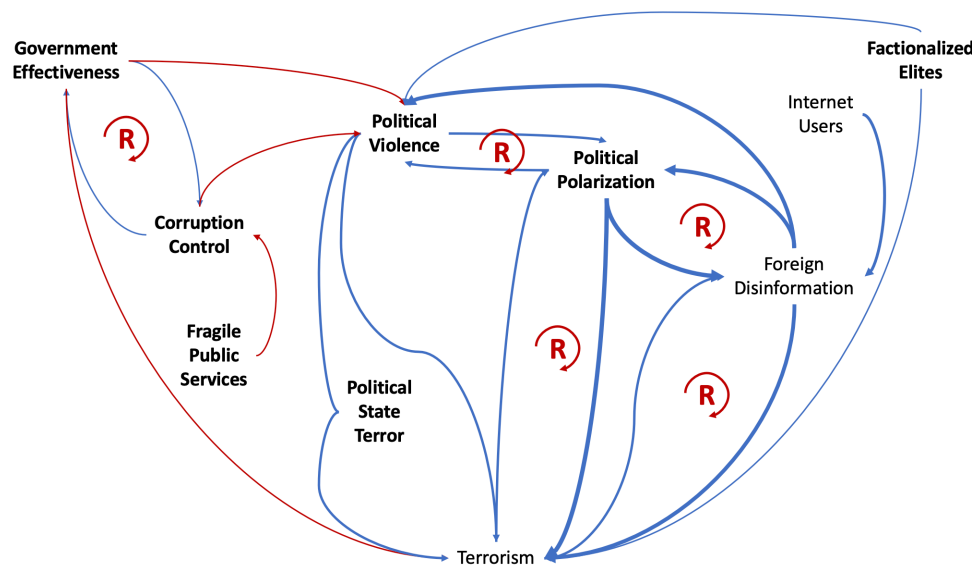 Government
Effectiveness
Factionalized
Elites
Internet
Users
R
Political
Violence
R
Political
Polarization
Corruption
Control
R
Foreign
Disinformation
Fragile
Public
Services
R
Political
State
Terror
R
Terrorism